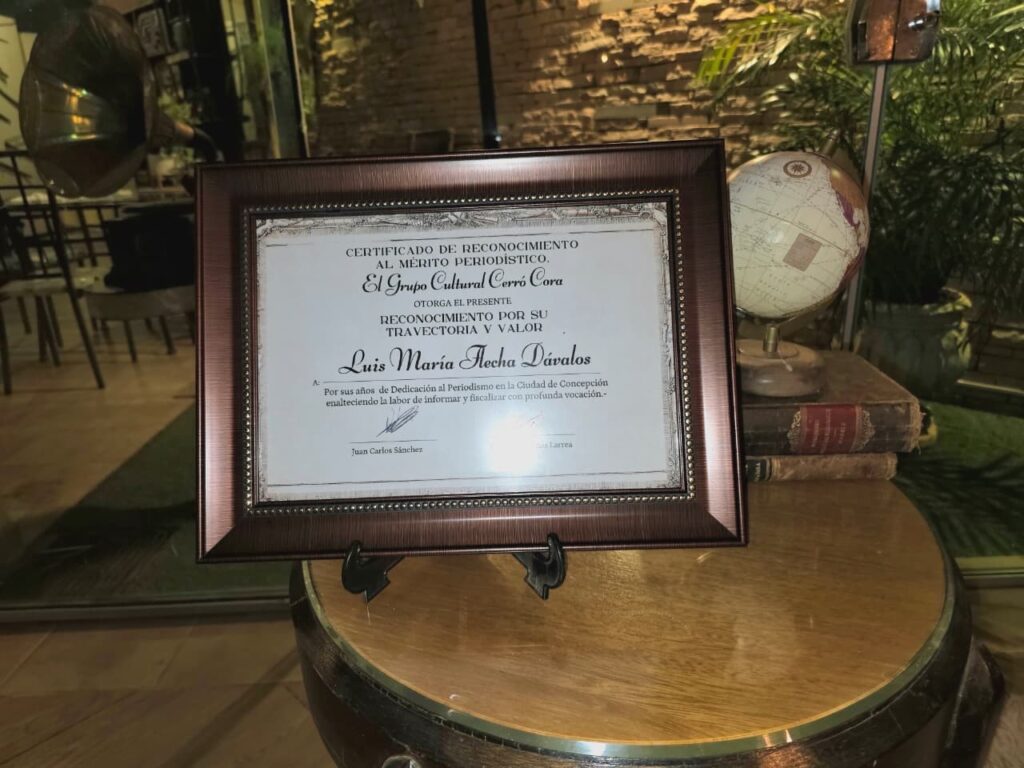 CERTIFICADO DE RECONOCIMIENTO
AL MÉRITO PERIODÍSTICO.
El Grupo Cultural Cerró Cora
OTORGA EL PRESENTE
RECONOCIMIENTO POR SU
TRAVECTORIA Y VALOR
Luis María Flecha Dávalos
A:
Por sus años de Dedicación al Periodismo en la Ciudad de Concepción
enalteciendo la labor de informar y fiscalizar con profunda vocación.-
Juan Carlos Sánchez
Larrea